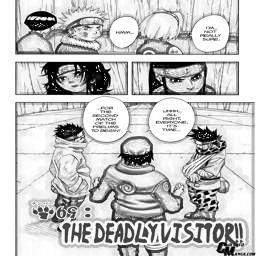 I'M...
NOT
REALLY
SURE.
HMM...
UHHH...
ALL
RIGHT,
EVERYONE,
IT'S
TIME...
...FOR
THE
SECOND
MATCH
OF THE
PRELIMS
TO BEGIN!
69:
THE DEADLY VISITOR!!